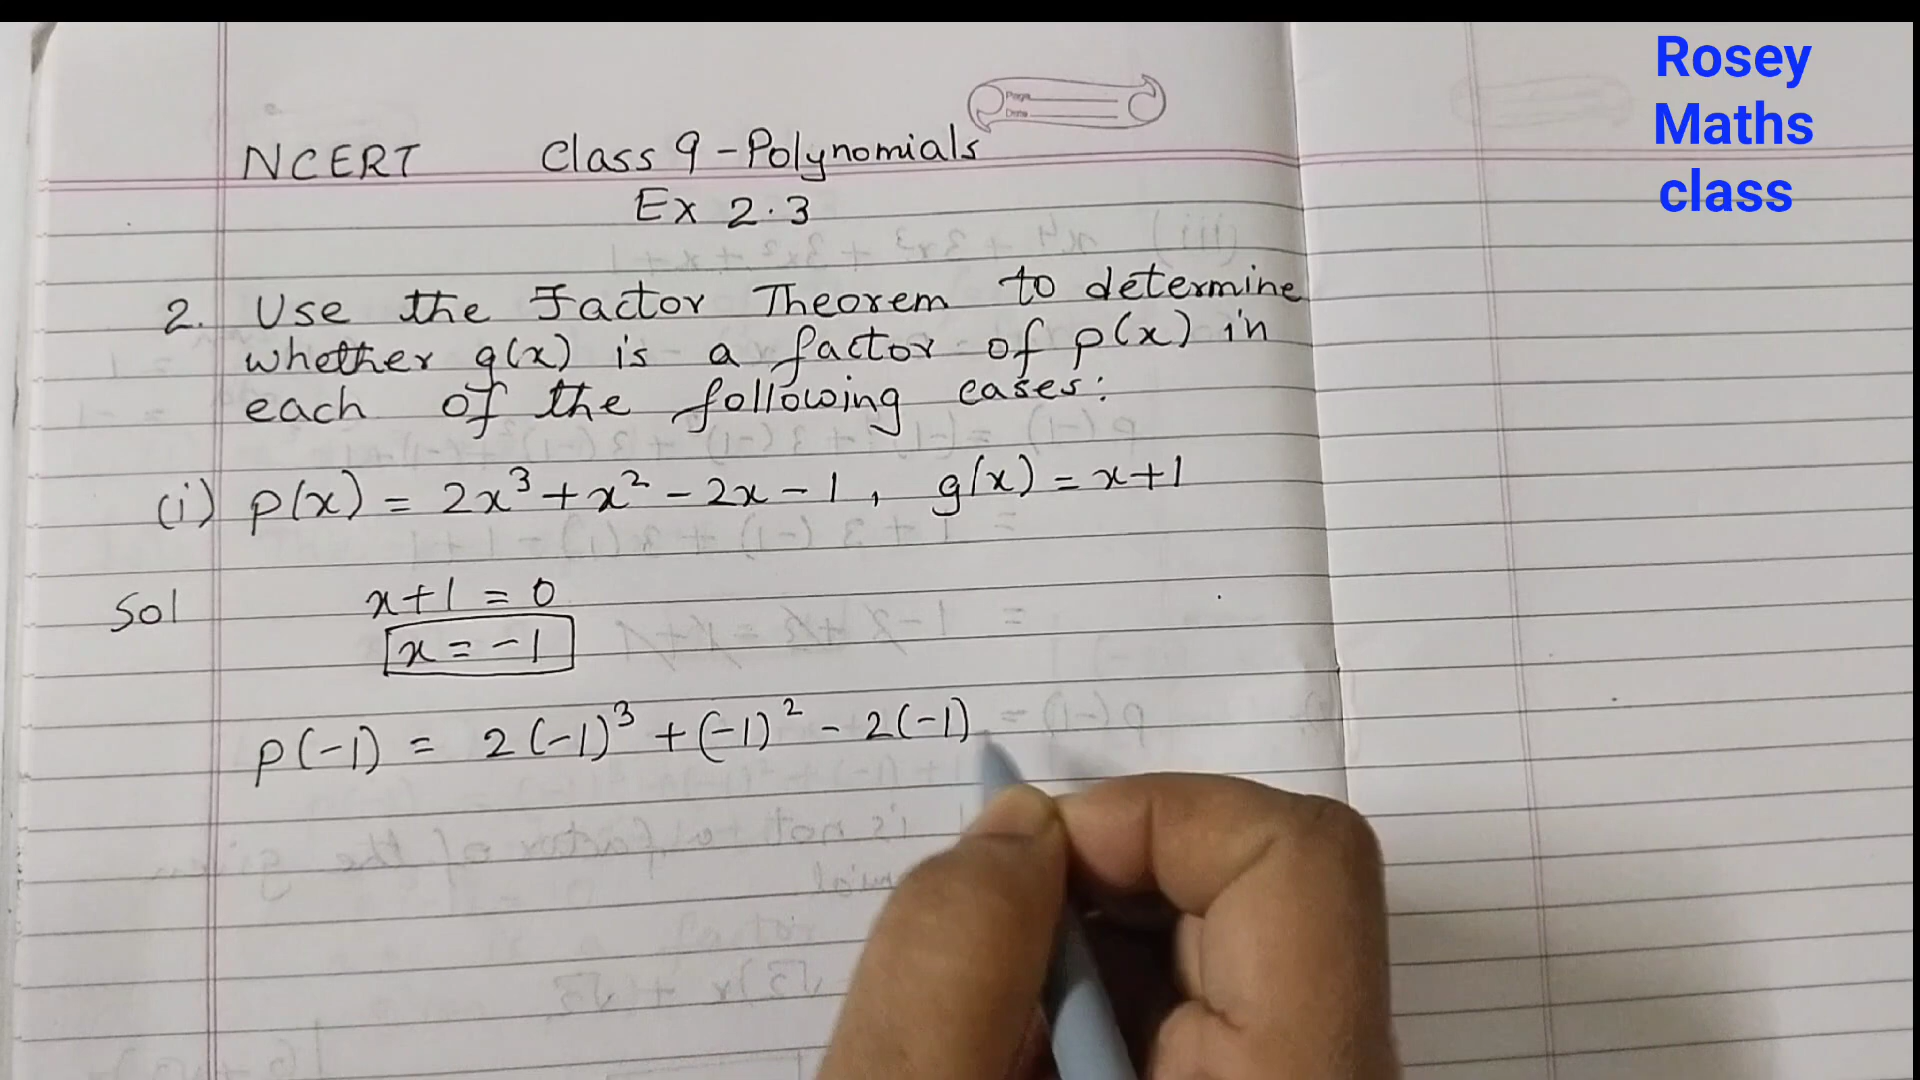 Rosey
Maths
class
Page
Date
NCERT Class 9 - Polynomials
Ex 2.3
2. Use the Factor Theorem to determine
whether g(x) is a factor of p(x) in
each of the following cases:
(i) p(x) = 2x³ + x² - 2x - 1, g(x) = x+1
Sol x+1 = 0
x = -1
p(-1) = 2(-1)³ + (-1)² - 2(-1)